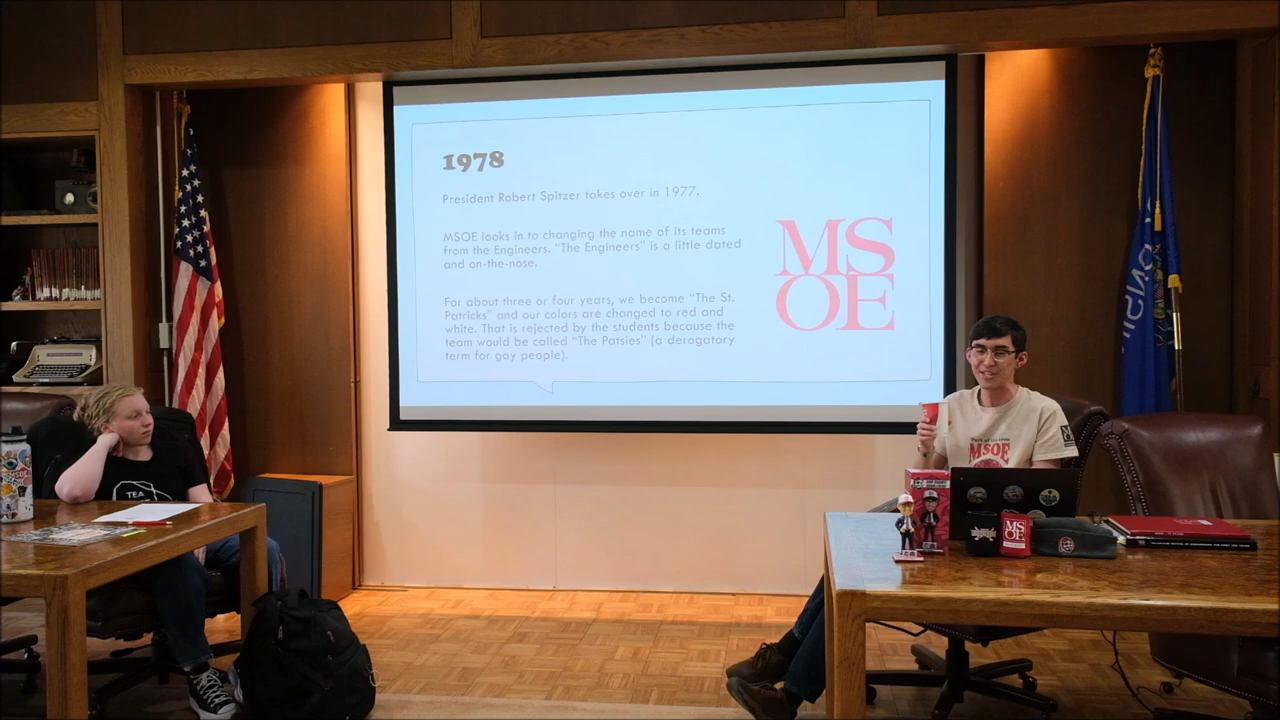 1978
President Robert Spitzer takes over in 1977.
MSOE looks in to changing the name of its teams
from the Engineers. "The Engineers" is a little dated
and on-the-nose.
For about three or four years, we become "The St.
Patricks" and our colors are changed to red and
white. That is rejected by the students because the
team would be called "The Patsies" (a derogatory
term for gay people).
MS
OE
MSOE
TEA
MSOE
MS
OE